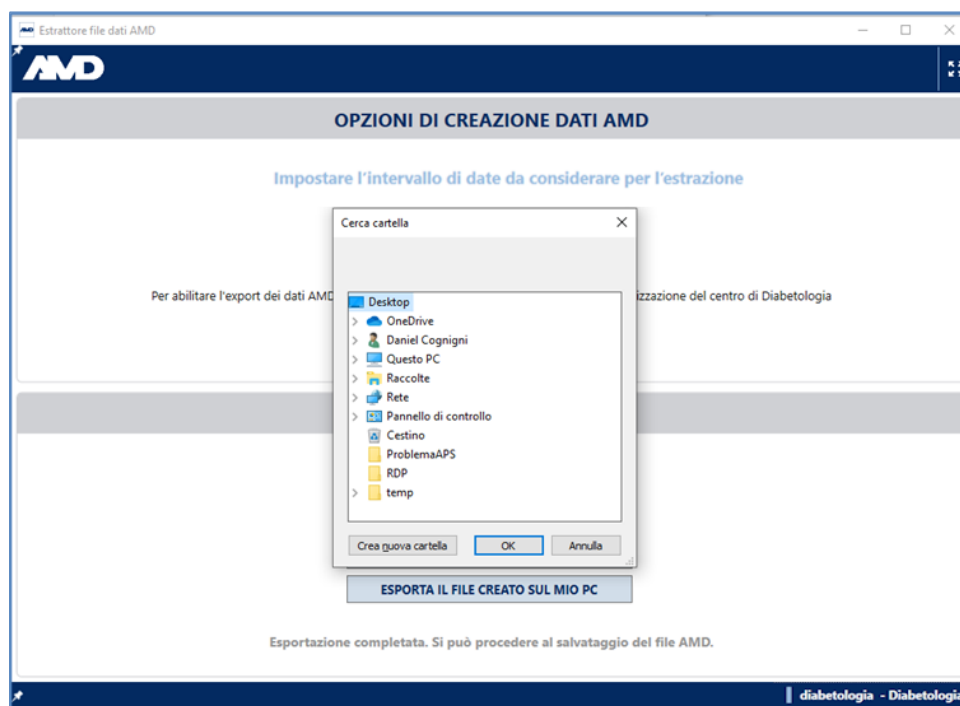 Estrattore file dati AMD
AMD
OPZIONI DI CREAZIONE DATI AMD
Impostare l'intervallo di date da considerare per l'estrazione
Cerca cartella
Per abilitare l'export dei dati AMD
izzazione del centro di Diabetologia
Desktop
OneDrive
Daniel Cognigni
Questo PC
Raccolte
Rete
Pannello di controllo
Cestino
ProblemaAPS
RDP
temp
Crea nuova cartella OK Annulla
ESPORTA IL FILE CREATO SUL MIO PC
Esportazione completata. Si può procedere al salvataggio del file AMD.
diabetologia - Diabetologia